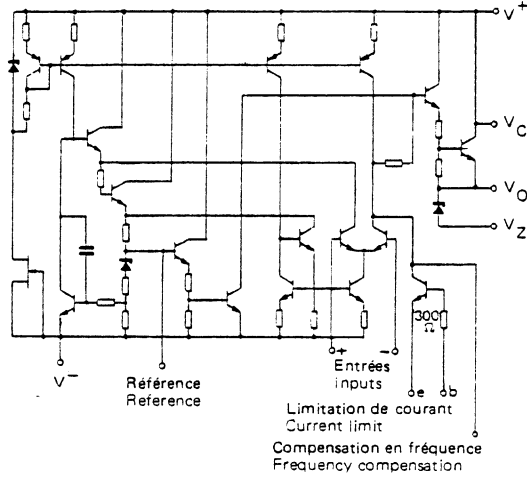 V+
VC
VO
VZ
300
Ω
+
−
Entrées
inputs
e
b
V−
Référence
Reference
Limitation de courant
Current limit
Compensation en fréquence
Frequency compensation